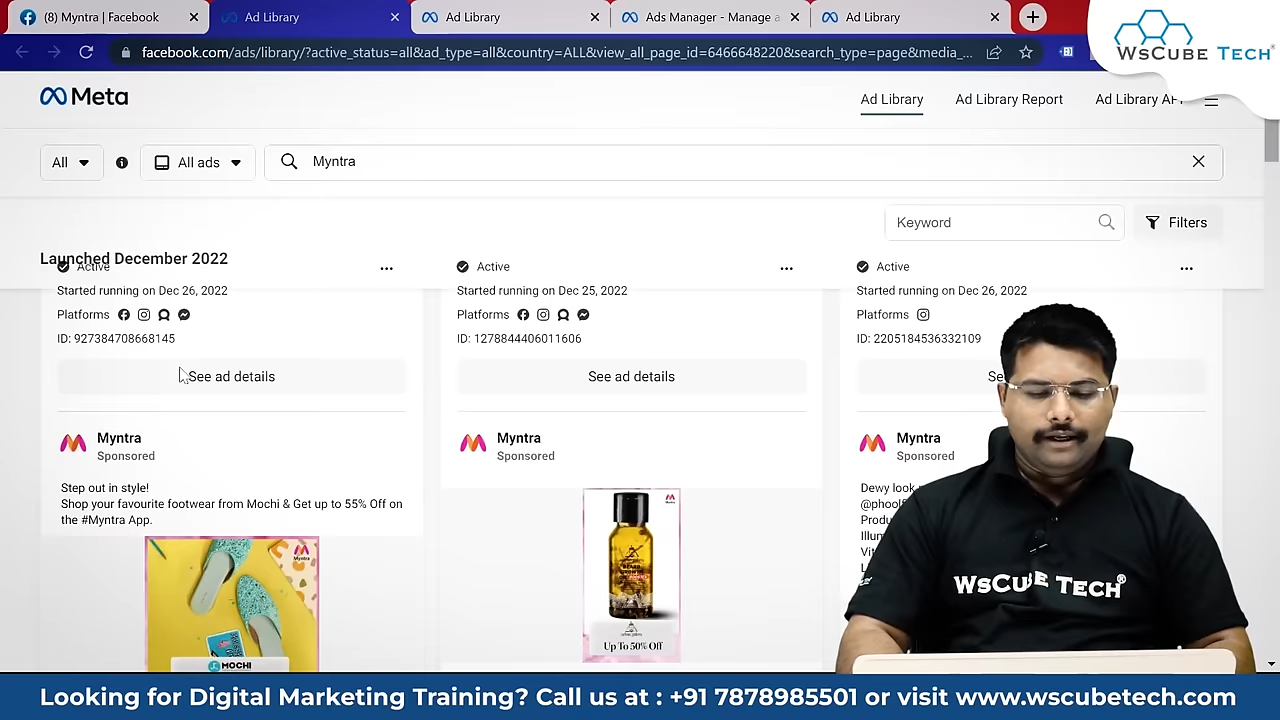 (8) Myntra | Facebook
Ad Library
Ad Library
Ads Manager - Manage a
Ad Library
facebook.com/ads/library/?active_status=all&ad_type=all&country=ALL&view_all_page_id=6466648220&search_type=page&media_...
WsCube Tech®
Meta
Ad Library
Ad Library Report
Ad Library API
All
All ads
Myntra
Keyword
Filters
Launched December 2022
Active
Started running on Dec 26, 2022
Platforms
ID: 927384708668145
See ad details
Myntra
Sponsored
Step out in style!
Shop your favourite footwear from Mochi & Get up to 55% Off on
the #Myntra App.
Myntra
MOCHI
Active
Started running on Dec 25, 2022
Platforms
ID: 1278844406011606
See ad details
Myntra
Sponsored
Up To 50% Off
Active
Started running on Dec 26, 2022
Platforms
ID: 2205184536332109
Myntra
Sponsored
Dewy look
WsCube Tech®
Looking for Digital Marketing Training? Call us at : +91 7878985501 or visit www.wscubetech.com